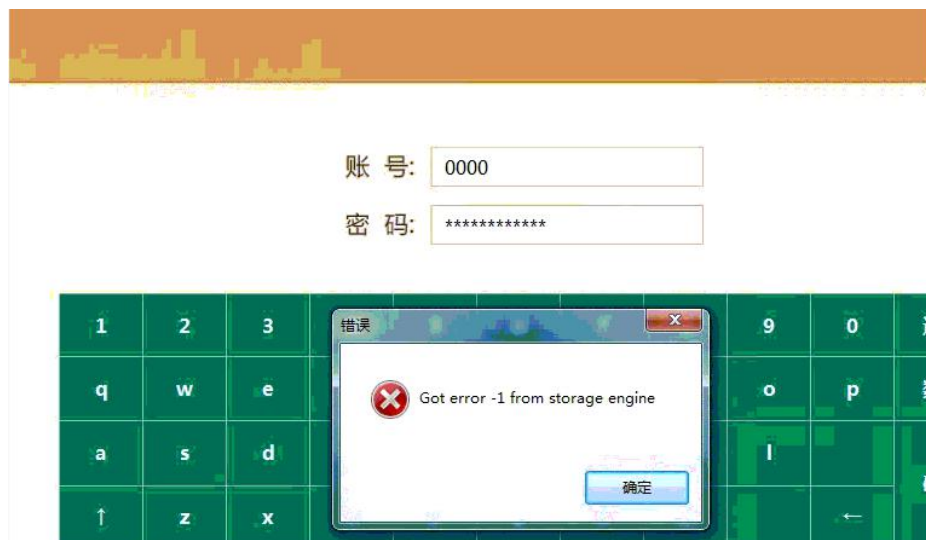 账 号: 0000
密 码: ************
1 2 3 9 0
错误 x
q w e o p
Got error -1 from storage engine
a s d l
确定
↑ z x ←